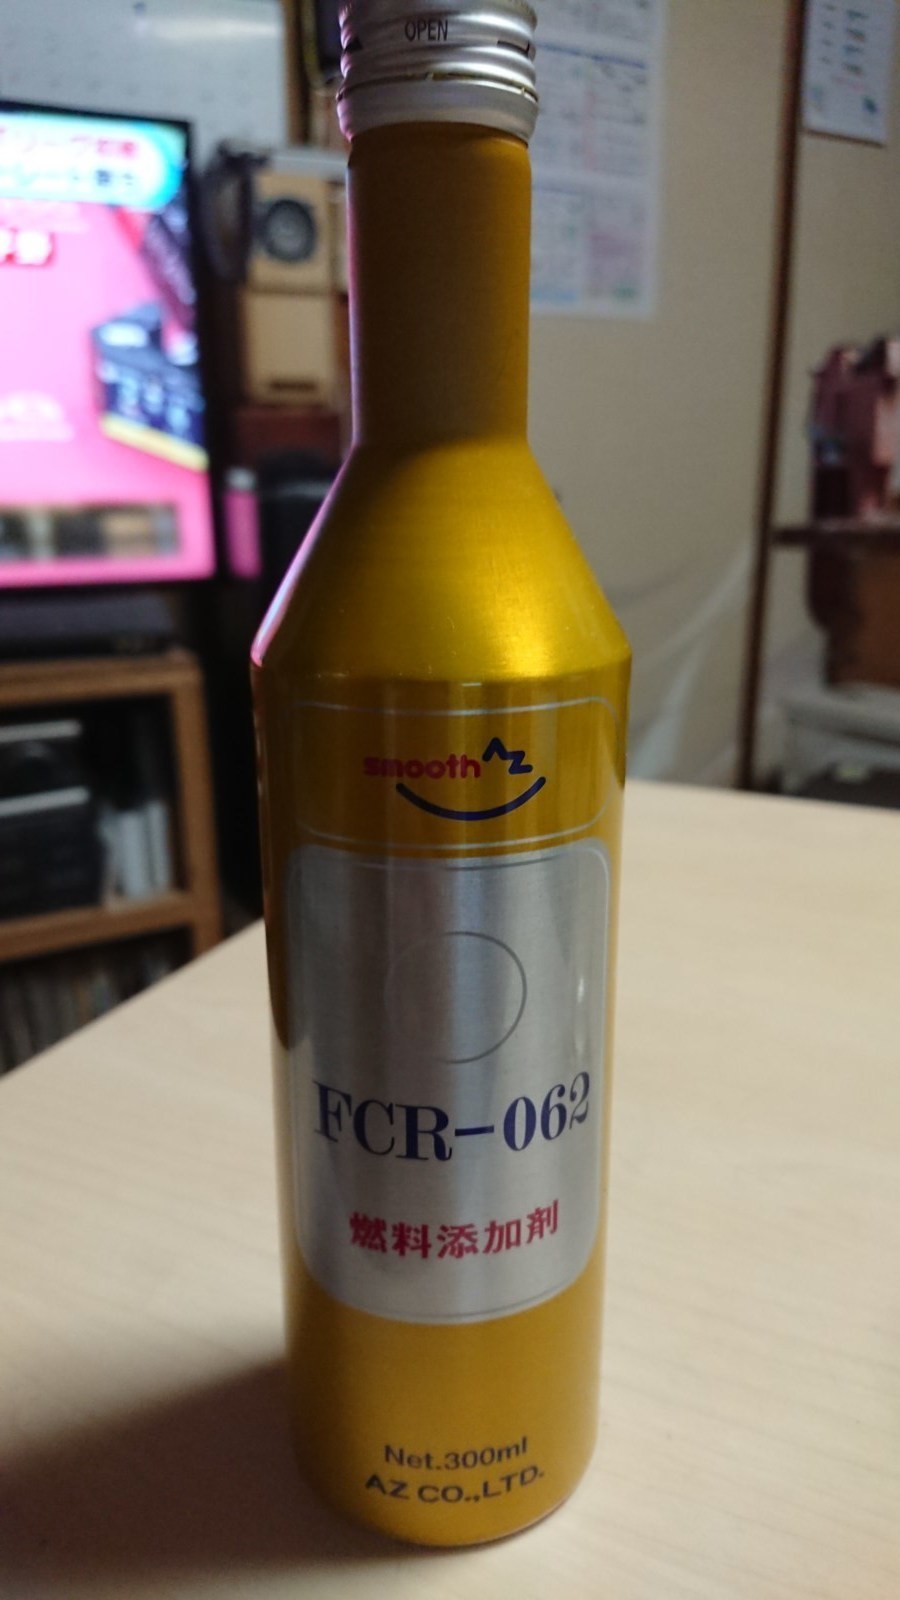 OPEN
smooth AZ
FCR-062
燃料添加剤
Net.300ml
AZ CO.,LTD.